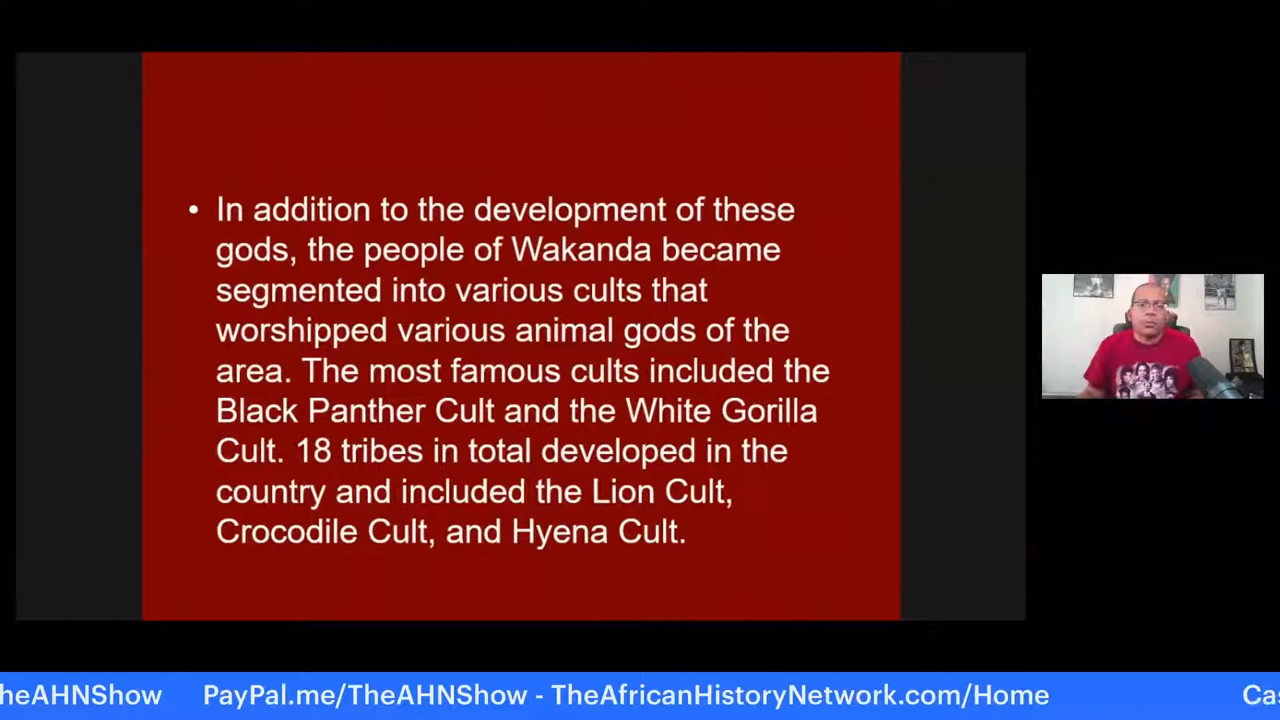 • In addition to the development of these
gods, the people of Wakanda became
segmented into various cults that
worshipped various animal gods of the
area. The most famous cults included the
Black Panther Cult and the White Gorilla
Cult. 18 tribes in total developed in the
country and included the Lion Cult,
Crocodile Cult, and Hyena Cult.
heAHNShow PayPal.me/TheAHNShow - TheAfricanHistoryNetwork.com/Home Cas